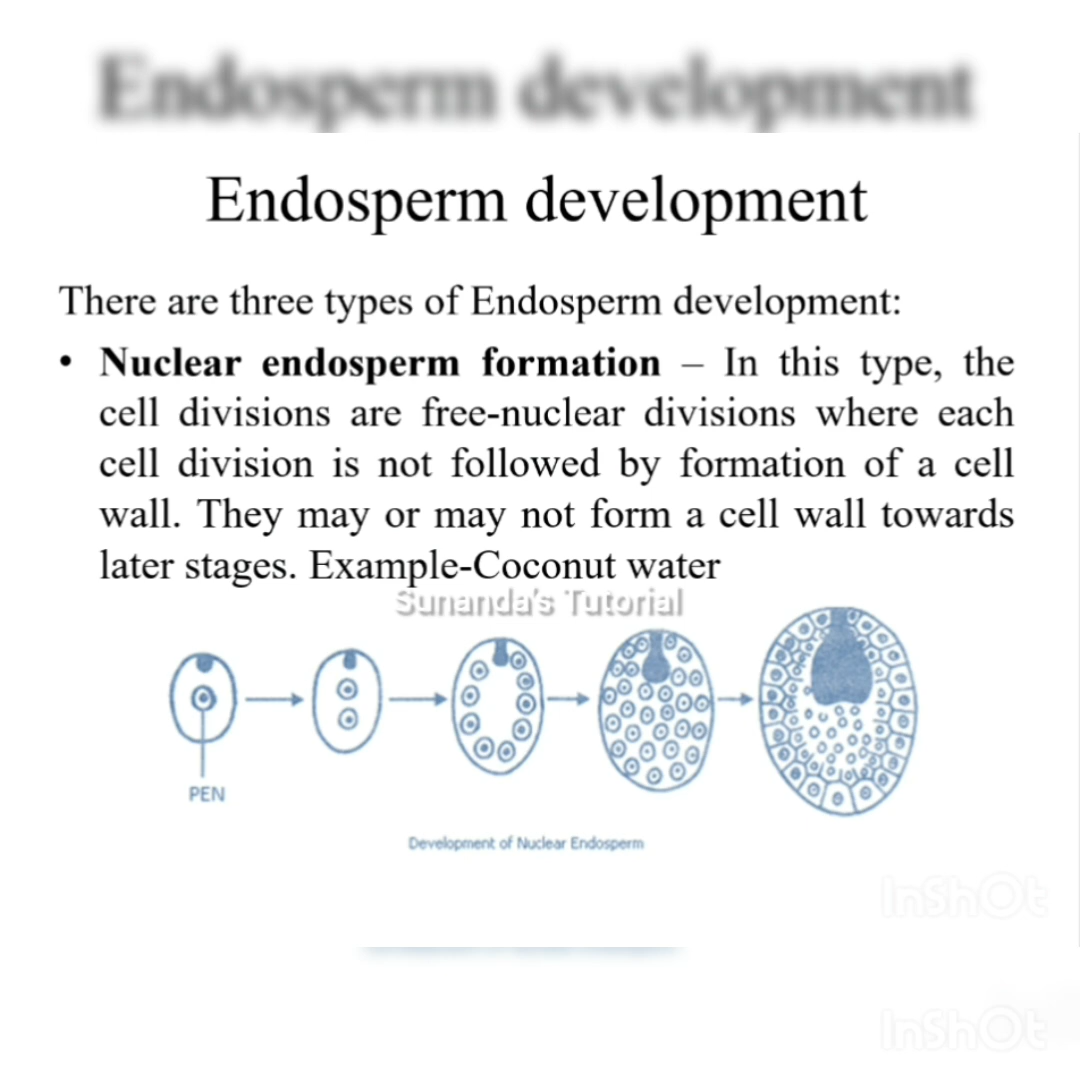 Endosperm development
Endosperm development
There are three types of Endosperm development:
• Nuclear endosperm formation – In this type, the
cell divisions are free-nuclear divisions where each
cell division is not followed by formation of a cell
wall. They may or may not form a cell wall towards
later stages. Example-Coconut water
Sunanda's Tutorial
PEN
Development of Nuclear Endosperm
InShOt
InShOt